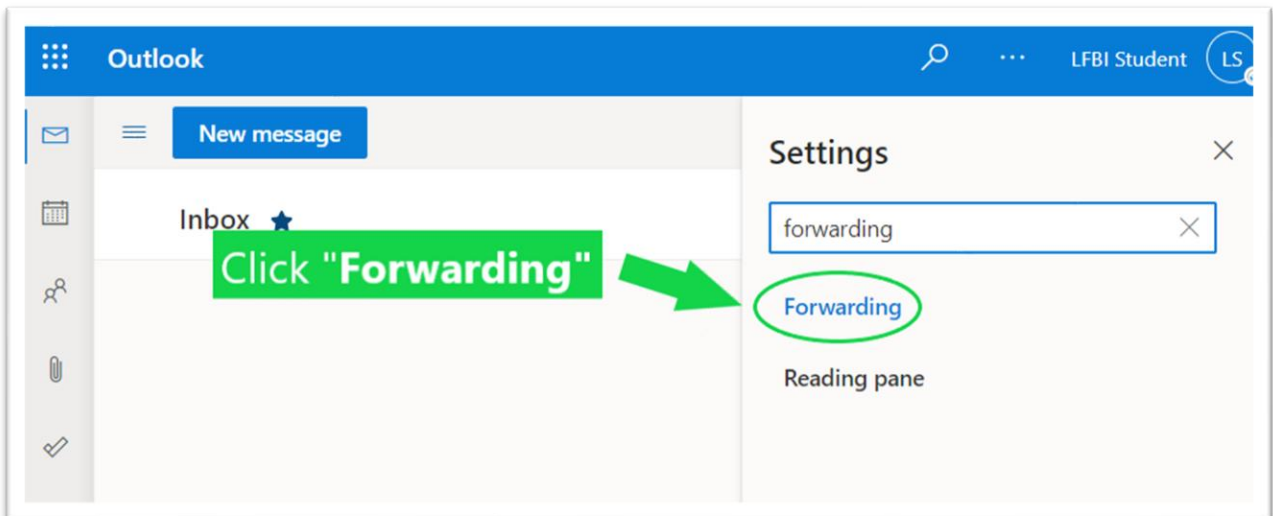 Outlook
LFBI Student
LS
New message
Settings
Inbox
forwarding
Click "Forwarding"
Forwarding
Reading pane